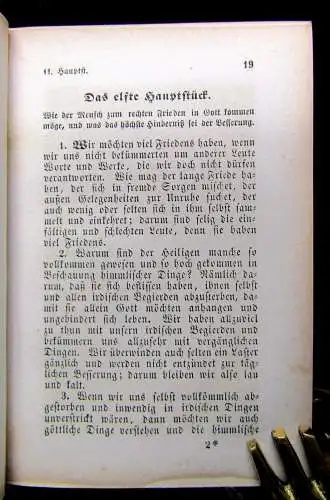 11. Hauptst. 19
Das elfte Hauptstück.
Wie der Mensch zum rechten Frieden in Gott kommen
möge, und was das höchste Hinderniß sei der Besserung.
1. Wir möchten viel Friedens haben, wenn
wir uns nicht bekümmerten um anderer Leute
Worte und Werke, die wir doch nicht dürfen
verantworten. Wie mag der lange Friede ha-
ben, der sich in fremde Sorgen mischet, der
außen Gelegenheiten zur Unruhe suchet, der
auch wenig oder selten sich in ihm selbst sam-
melt und einkehret; darum selig die ein-
fältigen und schlechten Leute, denn sie haben
viel Friedens.
2. Warum sind der Heiligen manche so
vollkommen gewesen und so hoch gekommen in
Beschauung himmlischer Dinge? Nämlich da-
rum, daß sie sich beflissen haben, ihnen selbst
und allen irdischen Begierden abzusterben, da-
mit sie allein Gott möchten anhangen und
ungebindert sich leben. Wir haben allzuviel
zu thun mit unsern irdischen Begierden und
bekümmern uns allzusehr mit vergänglichen
Dingen. Wir überwinden auch selten ein Laster
gänzlich und werden nicht entzündet zur täg-
lichen Besserung; darum bleiben wir also lau
und kalt.
3. Wenn wir uns selbst vollkömmlich ab-
gestorben und inwendig in irdischen Dingen
unverstrickt wären, dann möchten wir auch
göttliche Dinge verstehen und die himmlische
2*